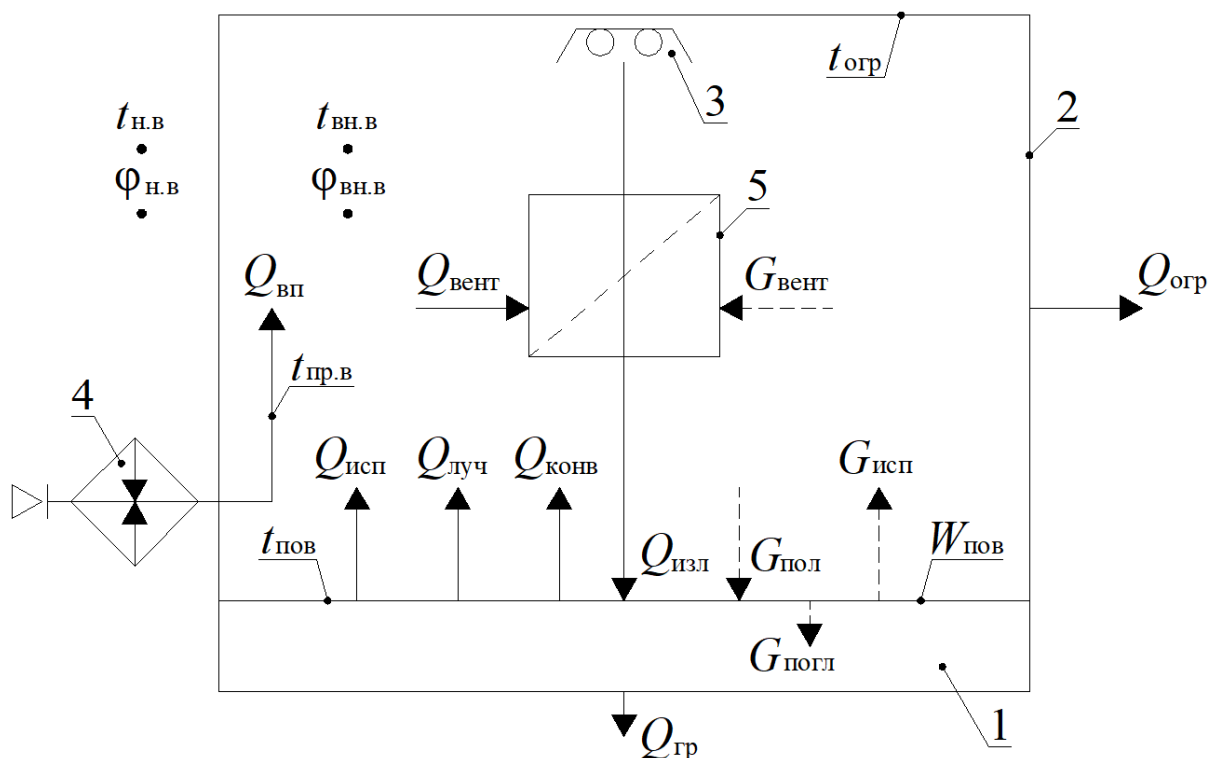 tогр
3
2
tн.в
tвн.в
φн.в
φвн.в
5
Qвп
Qвент
Gвент
Qогр
tпр.в
4
Qисп
Qлуч
Qконв
Gисп
tпов
Qизл
Gпол
Wпов
Gпогл
1
Qгр